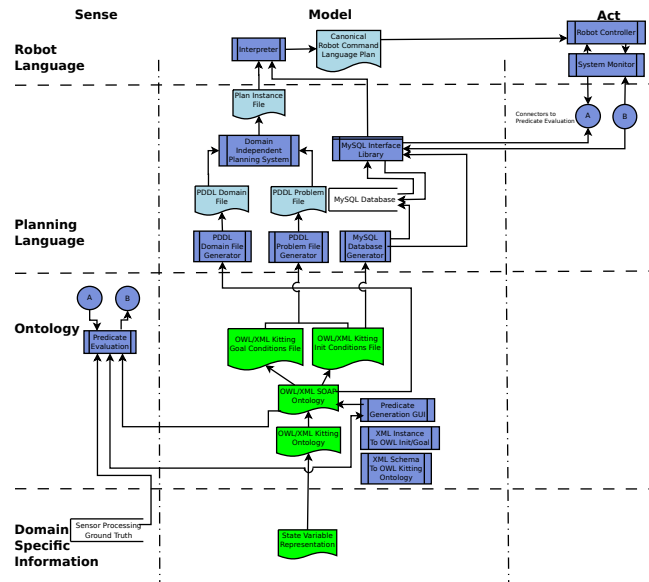 Sense
Model
Act
Robot
Language
Interpreter
Canonical
Robot Command
Language Plan
Robot Controller
System Monitor
Plan Instance
File
Connectors to
Predicate Evaluation
A
B
Domain
Independent
Planning System
MySQL Interface
Library
PDDL Domain
File
PDDL Problem
File
MySQL Database
Planning
Language
PDDL
Domain File
Generator
PDDL
Problem File
Generator
MySQL
Database
Generator
A
B
Ontology
Predicate
Evaluation
OWL/XML Kitting
Goal Conditions File
OWL/XML Kitting
Init Conditions File
OWL/XML SOAP
Ontology
Predicate
Generation GUI
OWL/XML Kitting
Ontology
XML Instance
To OWL Init/Goal
XML Schema
To OWL Kitting
Ontology
Domain
Specific
Information
Sensor Processing
Ground Truth
State Variable
Representation